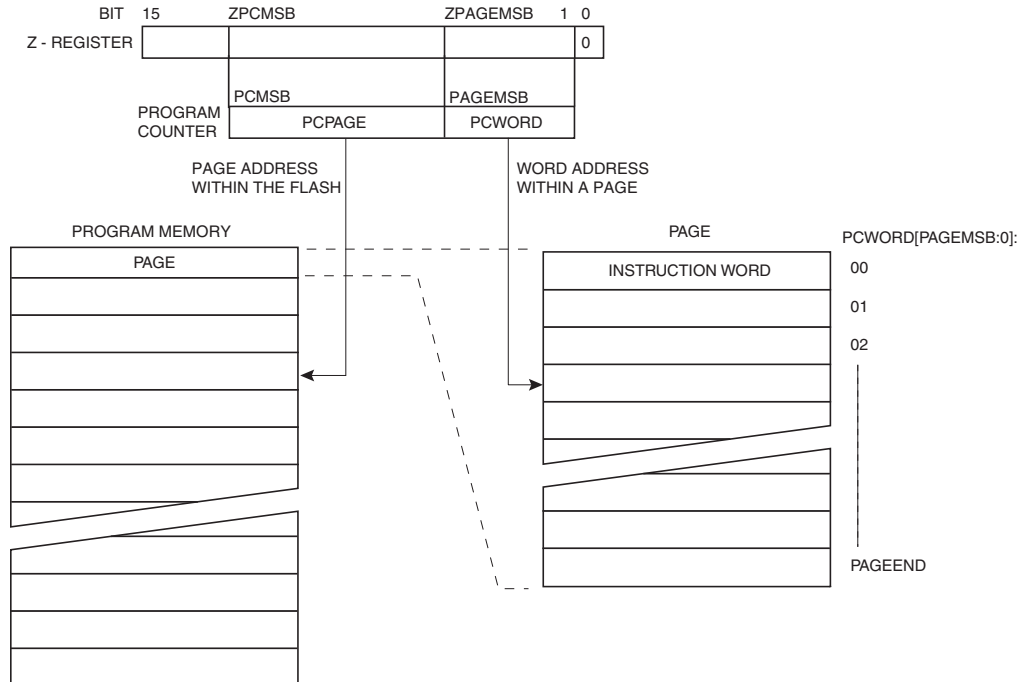 BIT 15 ZPCMSB ZPAGEMSB 1 0
Z - REGISTER 0
PCMSB PAGEMSB
PROGRAM
COUNTER
PCPAGE PCWORD
PAGE ADDRESS
WITHIN THE FLASH
WORD ADDRESS
WITHIN A PAGE
PROGRAM MEMORY
PAGE
PAGE
INSTRUCTION WORD
PCWORD[PAGEMSB:0]:
00
01
02
PAGEEND